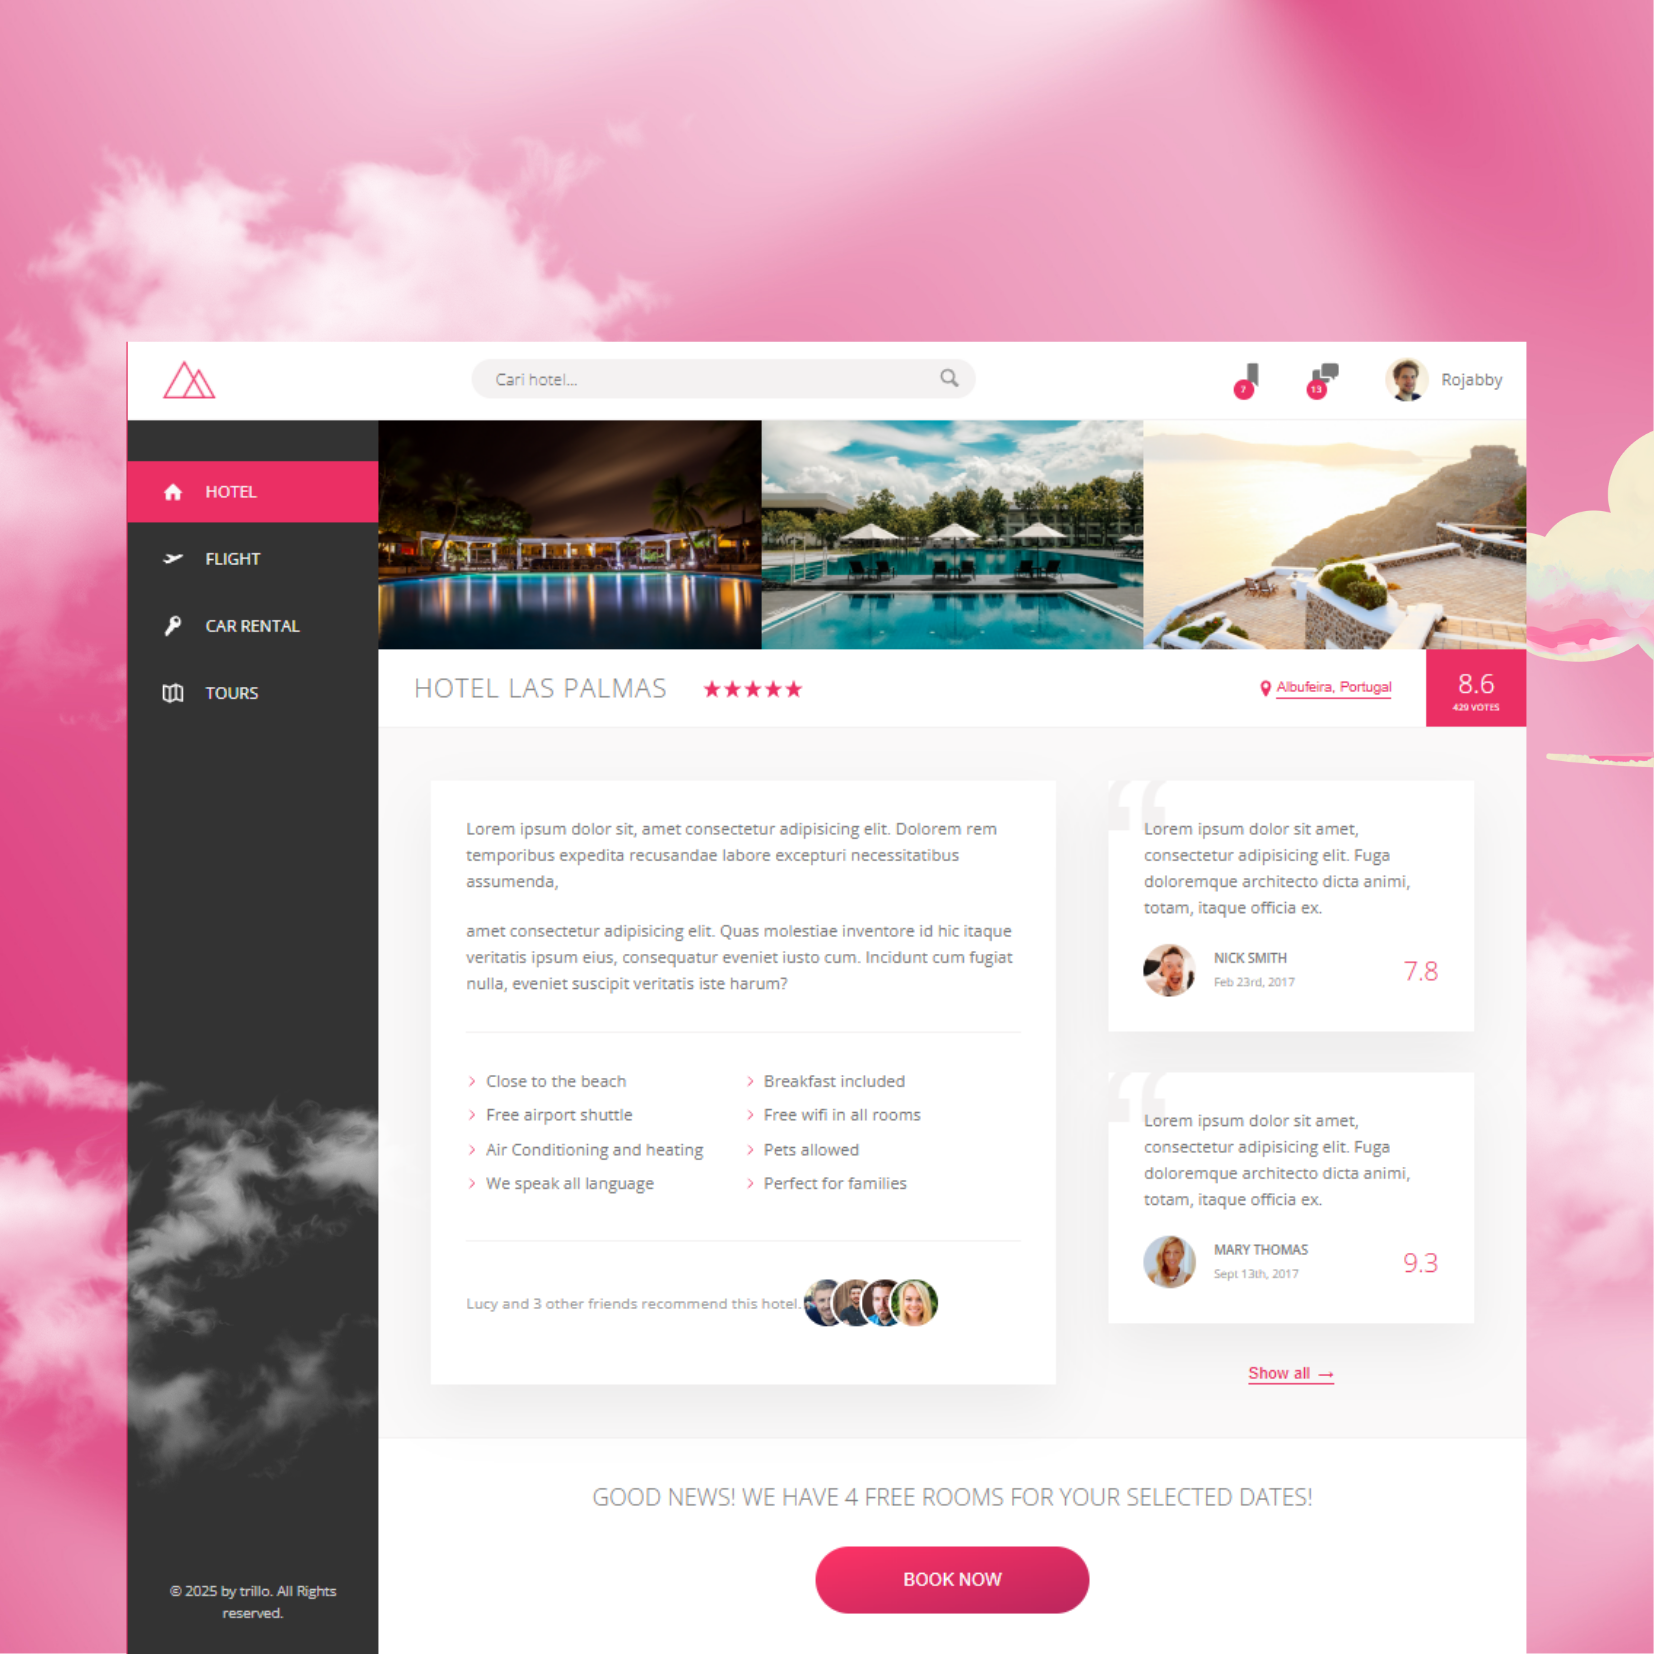 Cari hotel...
7
13
Rojabby
HOTEL
FLIGHT
CAR RENTAL
TOURS
© 2025 by trillo. All Rights
reserved.
HOTEL LAS PALMAS
Albufeira, Portugal
8.6
429 VOTES
Lorem ipsum dolor sit, amet consectetur adipisicing elit. Dolorem rem
temporibus expedita recusandae labore excepturi necessitatibus
assumenda,
amet consectetur adipisicing elit. Quas molestiae inventore id hic itaque
veritatis ipsum eius, consequatur eveniet iusto cum. Incidunt cum fugiat
nulla, eveniet suscipit veritatis iste harum?
Close to the beach
Free airport shuttle
Air Conditioning and heating
We speak all language
Breakfast included
Free wifi in all rooms
Pets allowed
Perfect for families
Lucy and 3 other friends recommend this hotel.
“
Lorem ipsum dolor sit amet,
consectetur adipisicing elit. Fuga
doloremque architecto dicta animi,
totam, itaque officia ex.
NICK SMITH
Feb 23rd, 2017
7.8
“
Lorem ipsum dolor sit amet,
consectetur adipisicing elit. Fuga
doloremque architecto dicta animi,
totam, itaque officia ex.
MARY THOMAS
Sept 13th, 2017
9.3
Show all →
GOOD NEWS! WE HAVE 4 FREE ROOMS FOR YOUR SELECTED DATES!
BOOK NOW